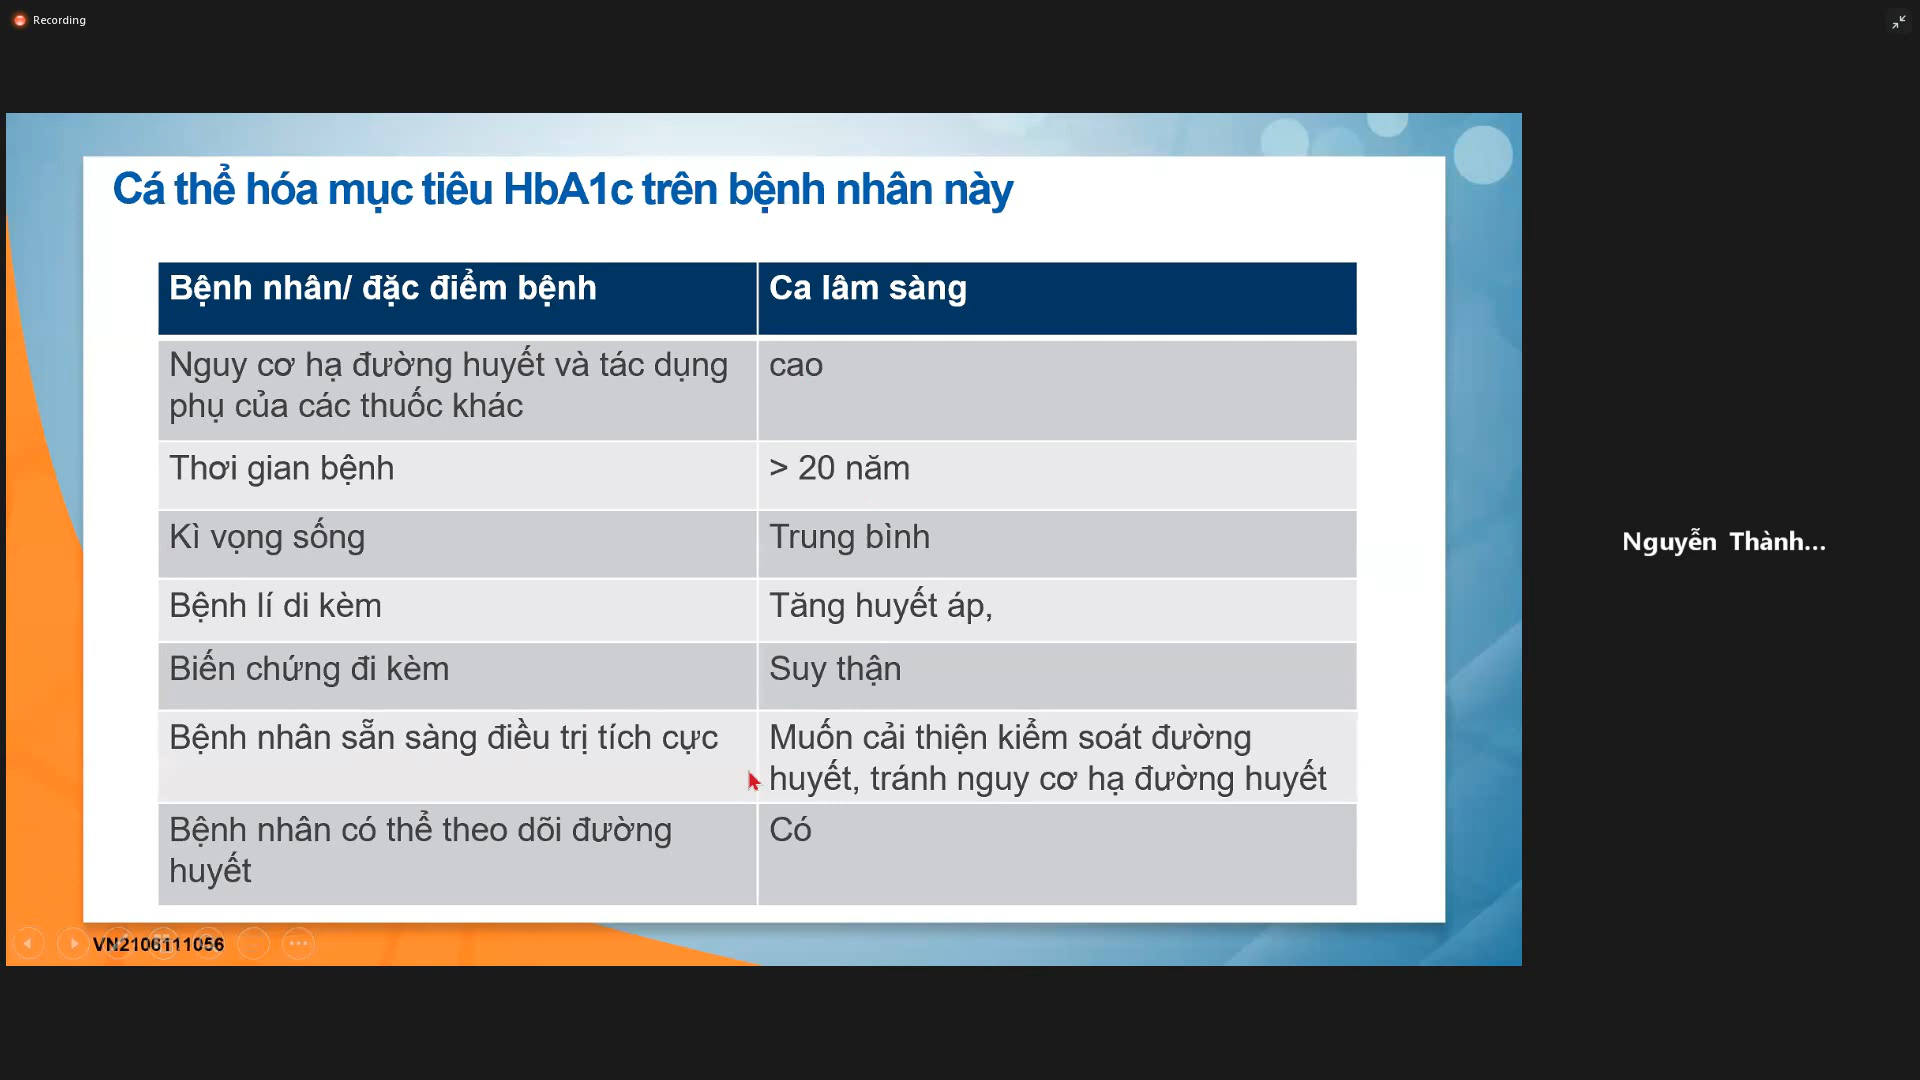 Recording
Cá thể hóa mục tiêu HbA1c trên bệnh nhân này
Bệnh nhân/ đặc điểm bệnh
Ca lâm sàng
Nguy cơ hạ đường huyết và tác dụng
phụ của các thuốc khác
cao
Thơi gian bệnh
> 20 năm
Kì vọng sống
Trung bình
Bệnh lí di kèm
Tăng huyết áp,
Biến chứng đi kèm
Suy thận
Bệnh nhân sẵn sàng điều trị tích cực
Muốn cải thiện kiểm soát đường
huyết, tránh nguy cơ hạ đường huyết
Bệnh nhân có thể theo dõi đường
huyết
Có
Nguyễn Thành...
VN2106111056